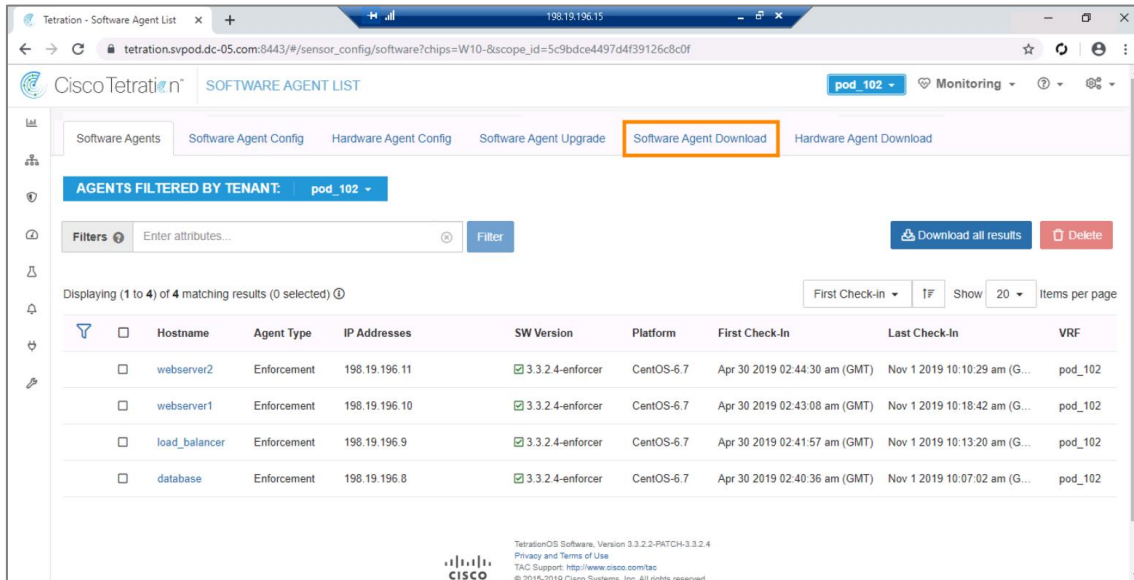 Tetration - Software Agent List
198.19.196.15
tetration.svpod.dc-05.com:8443/#/sensor_config/software?chips=W10-&scope_id=5c9bdce4497d4f39126c8c0f
Cisco Tetration™ SOFTWARE AGENT LIST pod_102 Monitoring
Software Agents Software Agent Config Hardware Agent Config Software Agent Upgrade Software Agent Download Hardware Agent Download
AGENTS FILTERED BY TENANT: pod_102
Filters Enter attributes... Filter Download all results Delete
Displaying (1 to 4) of 4 matching results (0 selected) First Check-in Show 20 Items per page
Hostname Agent Type IP Addresses SW Version Platform First Check-In Last Check-In VRF
webserver2 Enforcement 198.19.196.11 3.3.2.4-enforcer CentOS-6.7 Apr 30 2019 02:44:30 am (GMT) Nov 1 2019 10:10:29 am (G... pod_102
webserver1 Enforcement 198.19.196.10 3.3.2.4-enforcer CentOS-6.7 Apr 30 2019 02:43:08 am (GMT) Nov 1 2019 10:18:42 am (G... pod_102
load_balancer Enforcement 198.19.196.9 3.3.2.4-enforcer CentOS-6.7 Apr 30 2019 02:41:57 am (GMT) Nov 1 2019 10:13:20 am (G... pod_102
database Enforcement 198.19.196.8 3.3.2.4-enforcer CentOS-6.7 Apr 30 2019 02:40:36 am (GMT) Nov 1 2019 10:07:02 am (G... pod_102
TetrationOS Software, Version 3.3.2.2-PATCH-3.3.2.4
Privacy and Terms of Use
TAC Support: http://www.cisco.com/tac
CISCO © 2015-2019 Cisco Systems, Inc. All rights reserved.